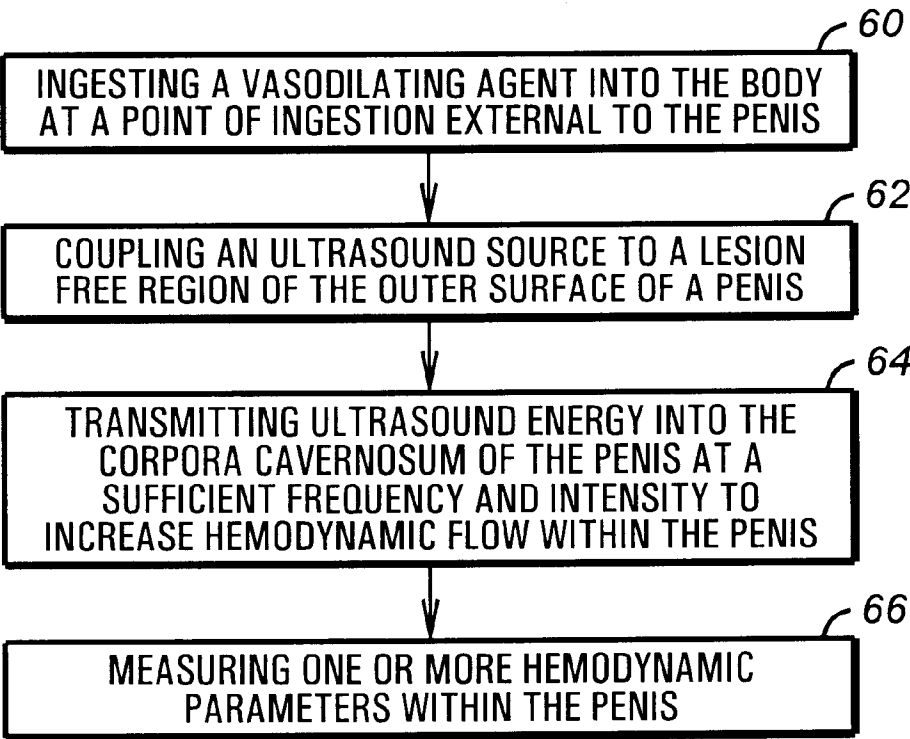 60
INGESTING A VASODILATING AGENT INTO THE BODY
AT A POINT OF INGESTION EXTERNAL TO THE PENIS
62
COUPLING AN ULTRASOUND SOURCE TO A LESION
FREE REGION OF THE OUTER SURFACE OF A PENIS
64
TRANSMITTING ULTRASOUND ENERGY INTO THE
CORPORA CAVERNOSUM OF THE PENIS AT A
SUFFICIENT FREQUENCY AND INTENSITY TO
INCREASE HEMODYNAMIC FLOW WITHIN THE PENIS
66
MEASURING ONE OR MORE HEMODYNAMIC
PARAMETERS WITHIN THE PENIS